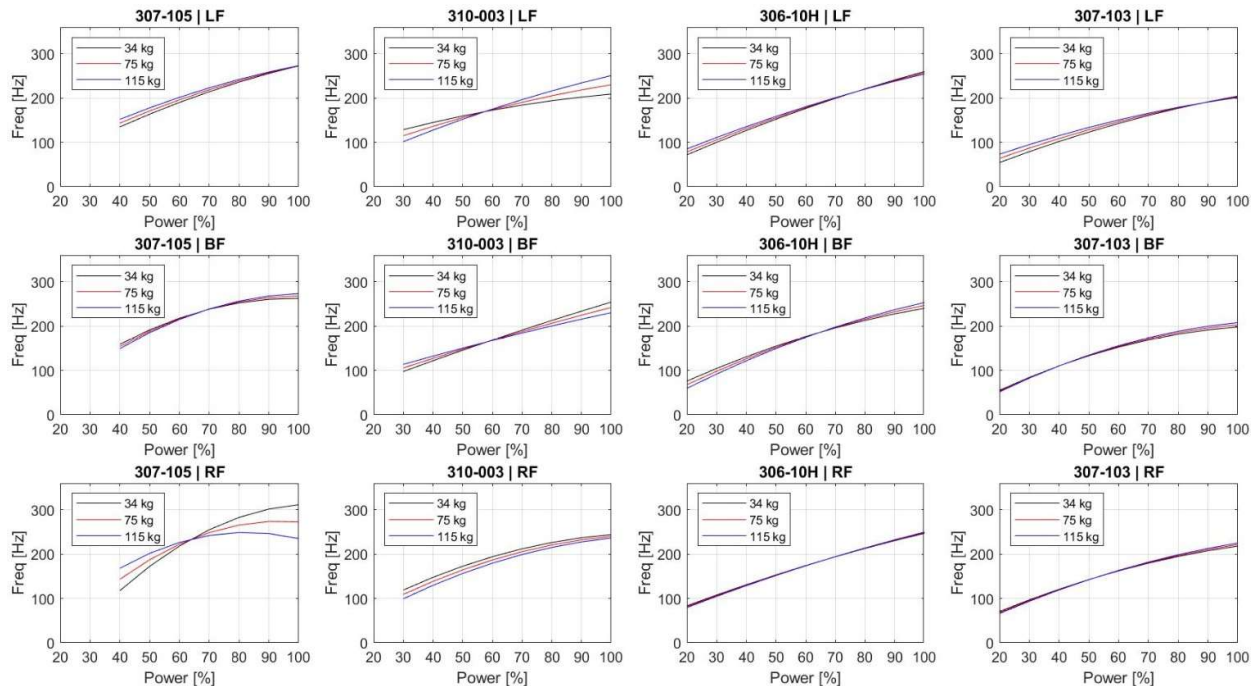 307-105 | LF
Freq [Hz]
300
200
100
0
34 kg
75 kg
115 kg
20 30 40 50 60 70 80 90 100
Power [%]
310-003 | LF
Freq [Hz]
300
200
100
0
34 kg
75 kg
115 kg
20 30 40 50 60 70 80 90 100
Power [%]
306-10H | LF
Freq [Hz]
300
200
100
0
34 kg
75 kg
115 kg
20 30 40 50 60 70 80 90 100
Power [%]
307-103 | LF
Freq [Hz]
300
200
100
0
34 kg
75 kg
115 kg
20 30 40 50 60 70 80 90 100
Power [%]
307-105 | BF
Freq [Hz]
300
200
100
0
34 kg
75 kg
115 kg
20 30 40 50 60 70 80 90 100
Power [%]
310-003 | BF
Freq [Hz]
300
200
100
0
34 kg
75 kg
115 kg
20 30 40 50 60 70 80 90 100
Power [%]
306-10H | BF
Freq [Hz]
300
200
100
0
34 kg
75 kg
115 kg
20 30 40 50 60 70 80 90 100
Power [%]
307-103 | BF
Freq [Hz]
300
200
100
0
34 kg
75 kg
115 kg
20 30 40 50 60 70 80 90 100
Power [%]
307-105 | RF
Freq [Hz]
300
200
100
0
34 kg
75 kg
115 kg
20 30 40 50 60 70 80 90 100
Power [%]
310-003 | RF
Freq [Hz]
300
200
100
0
34 kg
75 kg
115 kg
20 30 40 50 60 70 80 90 100
Power [%]
306-10H | RF
Freq [Hz]
300
200
100
0
34 kg
75 kg
115 kg
20 30 40 50 60 70 80 90 100
Power [%]
307-103 | RF
Freq [Hz]
300
200
100
0
34 kg
75 kg
115 kg
20 30 40 50 60 70 80 90 100
Power [%]